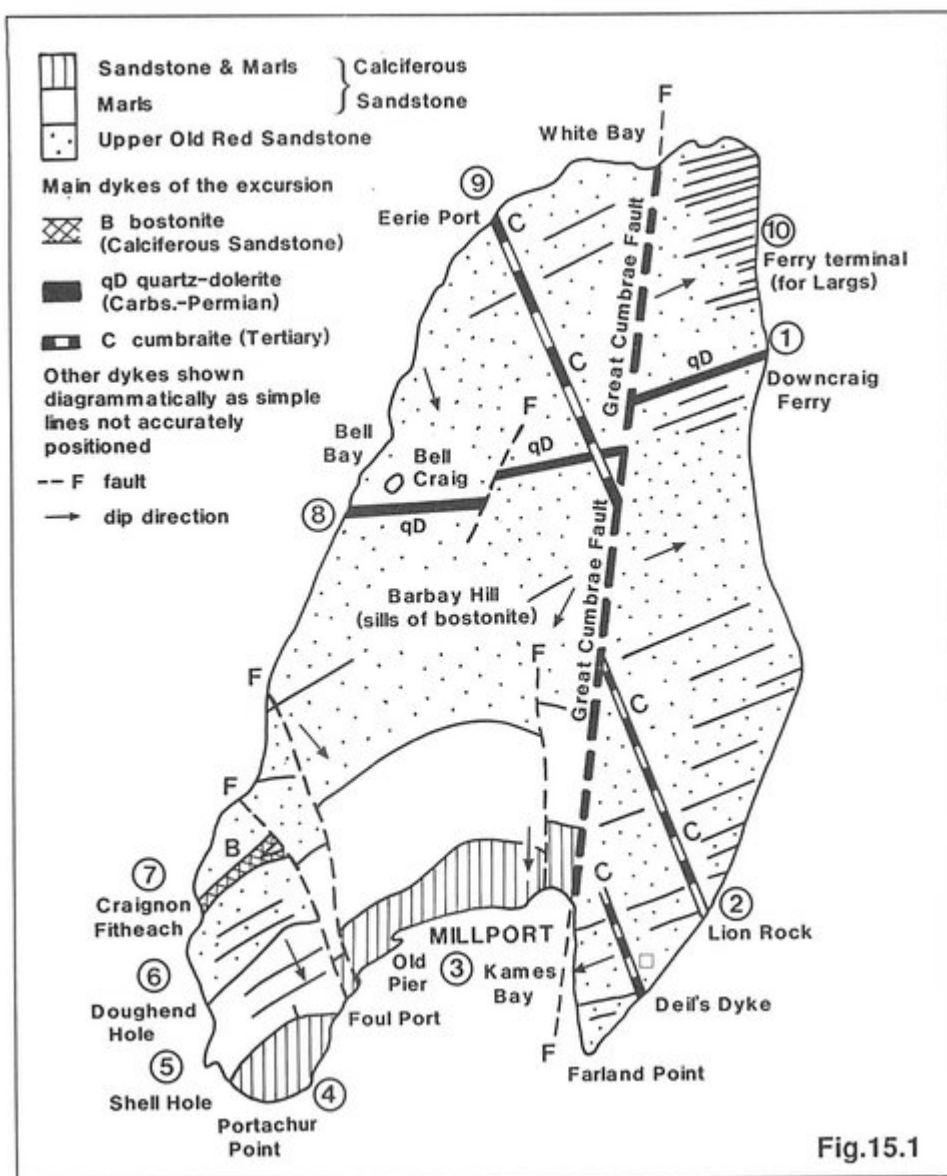 Sandstone & Marls
Calciferous
Marls
Sandstone
Upper Old Red Sandstone
Main dykes of the excursion
B bostonite
(Calciferous Sandstone)
qD quartz-dolerite
(Carbs.-Permian)
C cumbraite (Tertiary)
Other dykes shown
diagrammatically as simple
lines not accurately
positioned
--F fault
→ dip direction
F
White Bay
9
Eerie Port
C
Great Cumbrae Fault
10
Ferry terminal
(for Largs)
C
qD
1
Downcraig
Ferry
F
Bell
Bay
Bell
Craig
qD
8
qD
Great Cumbrae Fault
Barbay Hill
(sills of bostonite)
F
F
C
F
B
C
7
Craignon
Fitheach
2
Lion Rock
MILLPORT
Old
Pier
3
Kames
Bay
6
Doughend
Hole
Foul Port
Deil's Dyke
F
Farland Point
5
Shell Hole
4
Portachur
Point
Fig.15.1